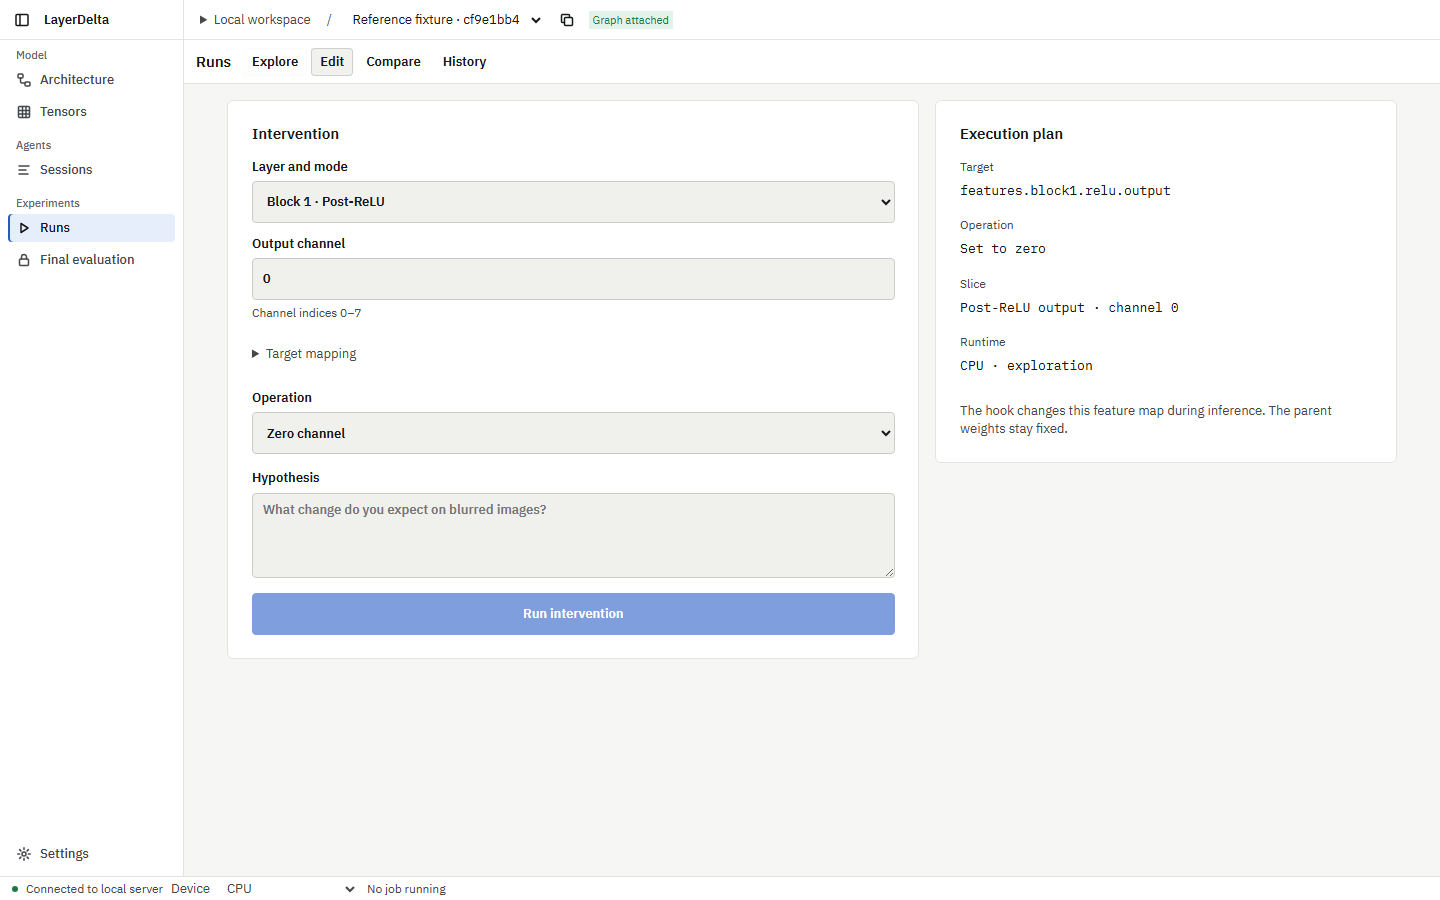 LayerDelta
Local workspace / Reference fixture · cf9e1bb4 Graph attached
Runs Explore Edit Compare History
Model
Architecture
Tensors
Agents
Sessions
Experiments
Runs
Final evaluation
Settings
Intervention
Layer and mode
Block 1 · Post-ReLU
Output channel
0
Channel indices 0–7
Target mapping
Operation
Zero channel
Hypothesis
What change do you expect on blurred images?
Run intervention
Execution plan
Target
features.block1.relu.output
Operation
Set to zero
Slice
Post-ReLU output · channel 0
Runtime
CPU · exploration
The hook changes this feature map during inference. The parent
weights stay fixed.
Connected to local server Device CPU No job running